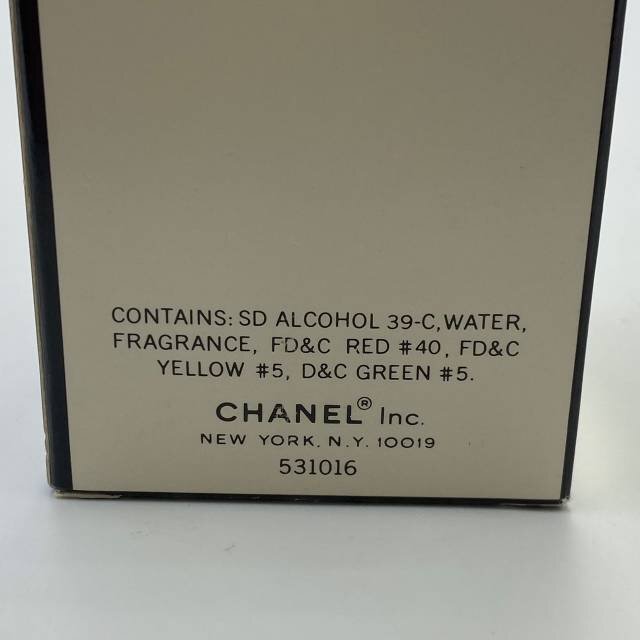 CONTAINS: SD ALCOHOL 39-C, WATER,
FRAGRANCE, FD&C RED #40, FD&C
YELLOW #5, D&C GREEN #5.
CHANEL® Inc.
NEW YORK, N.Y. 10019
531016